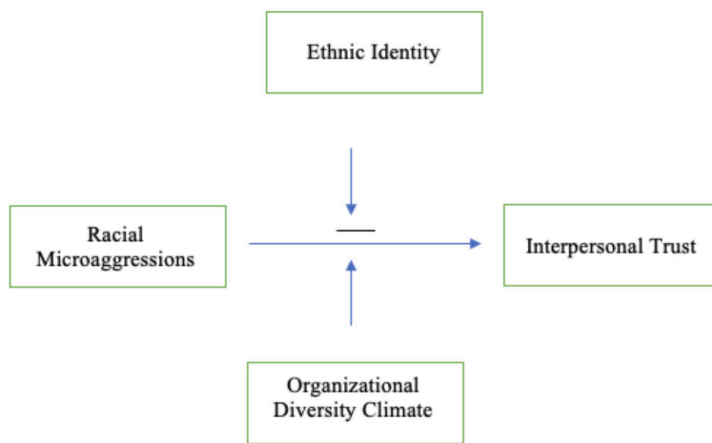 Ethnic Identity
Racial
Microaggressions
Interpersonal Trust
Organizational
Diversity Climate